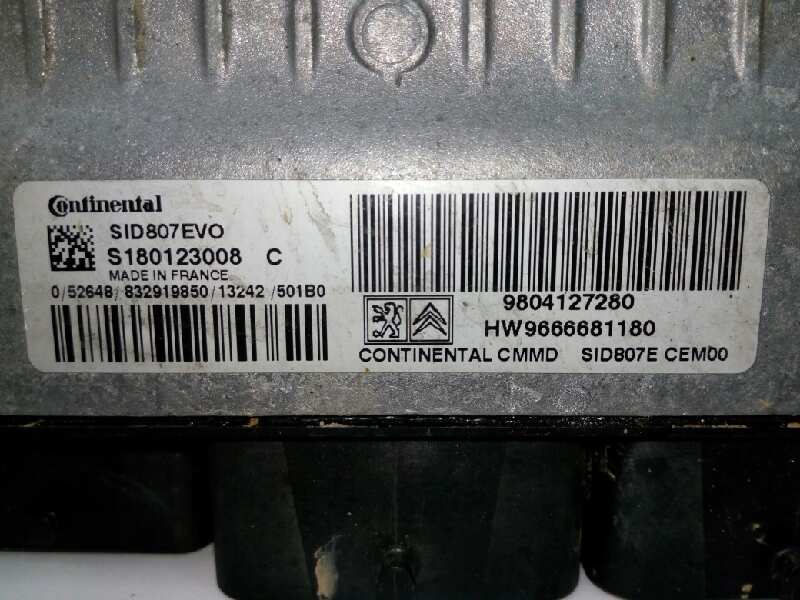 Continental
SID807EVO
S180123008 C
MADE IN FRANCE
0/52648/832919850/13242/501B0
9804127280
HW9666681180
CONTINENTAL CMMD SID807E CEM00